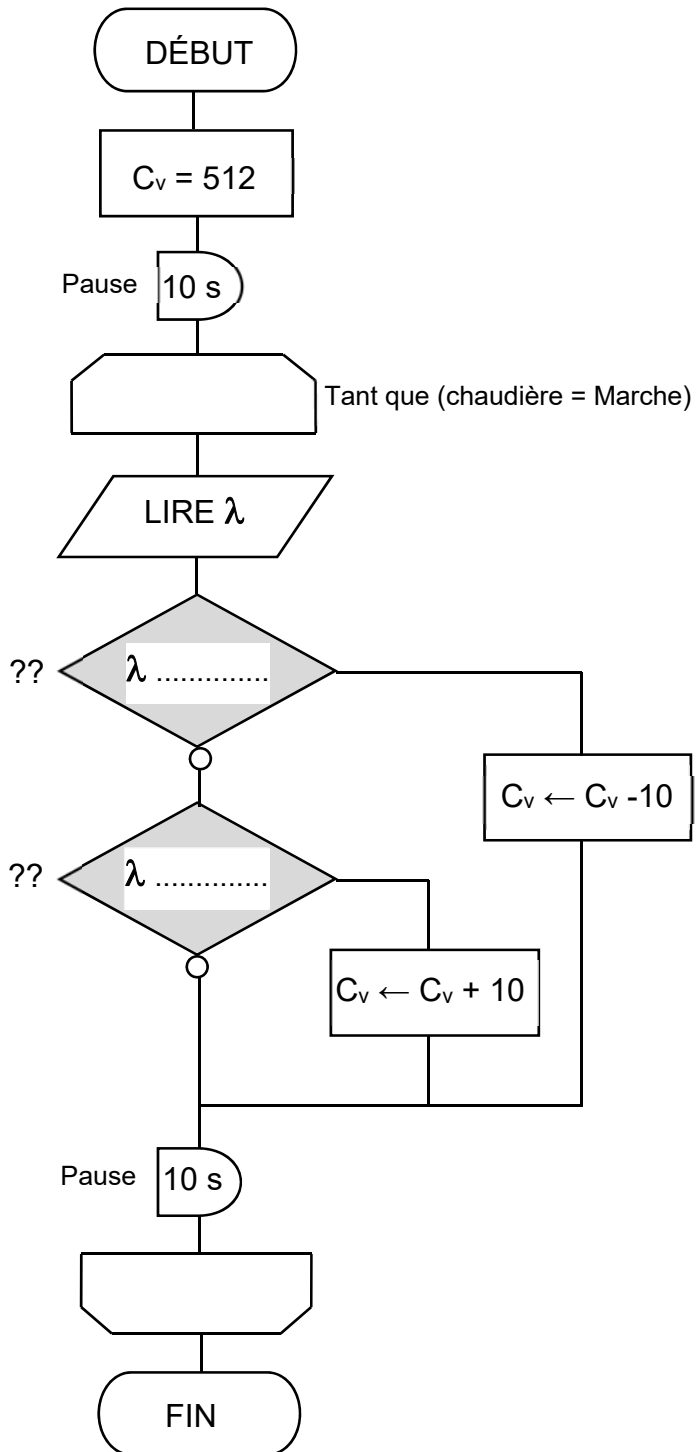 DÉBUT
Cv = 512
Pause 10 s
Tant que (chaudière = Marche)
LIRE λ
?? λ ..............
Cv ← Cv -10
?? λ ..............
Cv ← Cv + 10
Pause 10 s
FIN